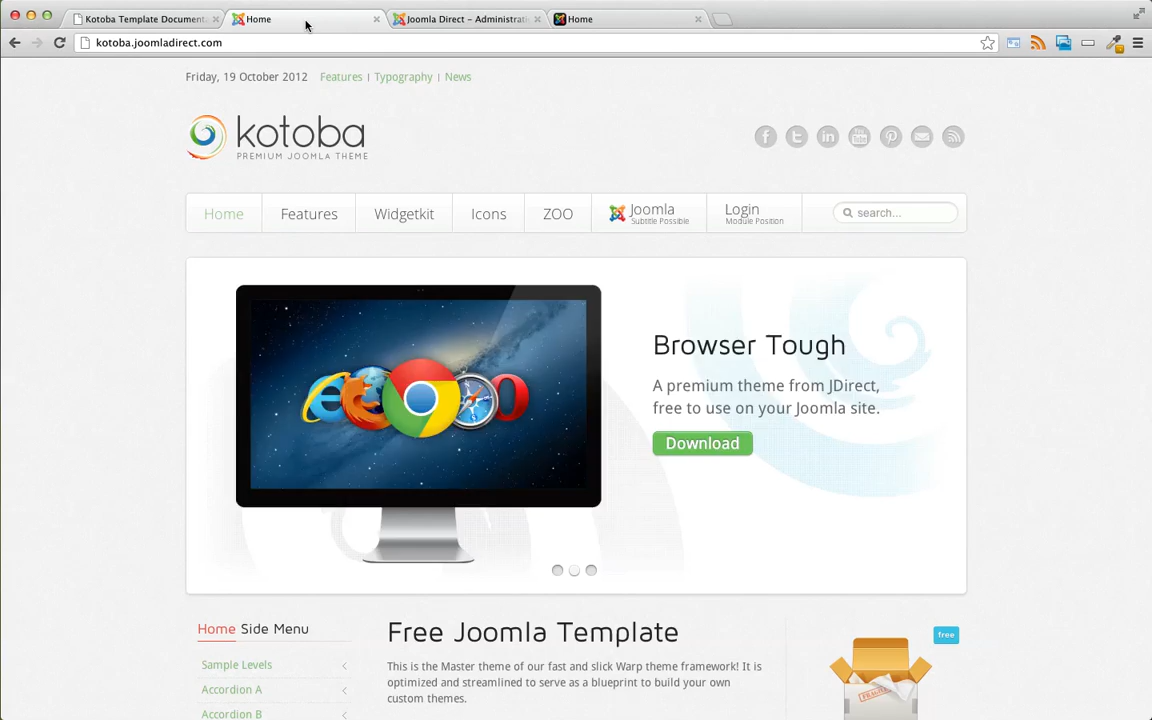 Kotoba Template Documenta
Home
Joomla Direct – Administrati
Home
kotoba.joomladirect.com
Friday, 19 October 2012 Features | Typography | News
kotoba
PREMIUM JOOMLA THEME
Home Features Widgetkit Icons ZOO Joomla Login search...
Subtitle Possible Module Position
Browser Tough
A premium theme from JDirect,
free to use on your Joomla site.
Download
Home Side Menu
Sample Levels
Accordion A
Accordion B
Free Joomla Template
This is the Master theme of our fast and slick Warp theme framework! It is
optimized and streamlined to serve as a blueprint to build your own
custom themes.
free
FRAGILE